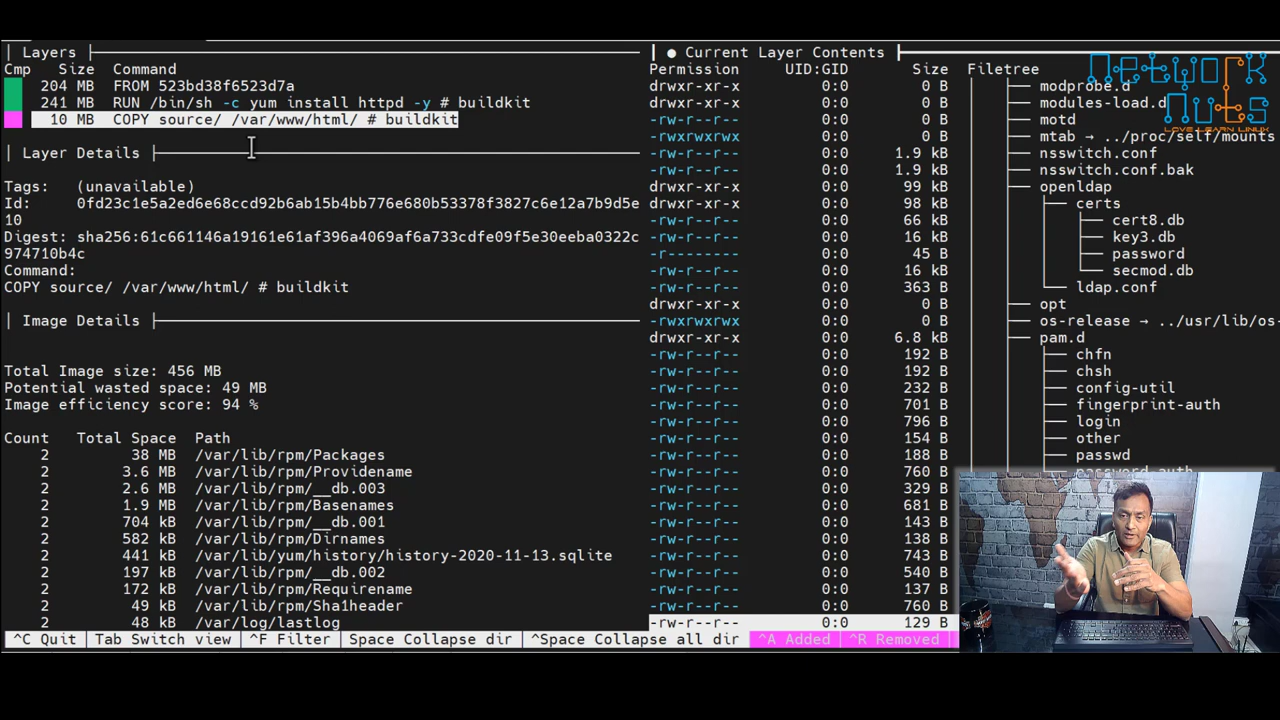 Layers
Cmp Size Command
204 MB FROM 523bd38f6523d7a
241 MB RUN /bin/sh -c yum install httpd -y # buildkit
10 MB COPY source/ /var/www/html/ # buildkit
Layer Details
Tags: (unavailable)
Id: 0fd23c1e5a2ed6e68ccd92b6ab15b4bb776e680b53378f3827c6e12a7b9d5e
10
Digest: sha256:61c661146a19161e61af396a4069af6a733cdfe09f5e30eeba0322c
974710b4c
Command:
COPY source/ /var/www/html/ # buildkit
Image Details
Total Image size: 456 MB
Potential wasted space: 49 MB
Image efficiency score: 94 %
Count Total Space Path
2 38 MB /var/lib/rpm/Packages
2 3.6 MB /var/lib/rpm/Providename
2 2.6 MB /var/lib/rpm/__db.003
2 1.9 MB /var/lib/rpm/Basenames
2 704 kB /var/lib/rpm/__db.001
2 582 kB /var/lib/rpm/Dirnames
2 441 kB /var/lib/yum/history/history-2020-11-13.sqlite
2 197 kB /var/lib/rpm/__db.002
2 172 kB /var/lib/rpm/Requirename
2 49 kB /var/lib/rpm/Sha1header
2 48 kB /var/log/lastlog
● Current Layer Contents
Permission UID:GID Size Filetree
drwxr-xr-x 0:0 0 B modprobe.d
drwxr-xr-x 0:0 0 B modules-load.d
-rw-r--r-- 0:0 0 B motd
-rwxrwxrwx 0:0 0 B mtab → ../proc/self/mounts
-rw-r--r-- 0:0 1.9 kB nsswitch.conf
-rw-r--r-- 0:0 1.9 kB nsswitch.conf.bak
drwxr-xr-x 0:0 99 kB openldap
drwxr-xr-x 0:0 98 kB certs
-rw-r--r-- 0:0 66 kB cert8.db
-rw-r--r-- 0:0 16 kB key3.db
-r-------- 0:0 45 B password
-rw-r--r-- 0:0 16 kB secmod.db
-rw-r--r-- 0:0 363 B ldap.conf
drwxr-xr-x 0:0 0 B opt
-rwxrwxrwx 0:0 0 B os-release → ../usr/lib/os-
drwxr-xr-x 0:0 6.8 kB pam.d
-rw-r--r-- 0:0 192 B chfn
-rw-r--r-- 0:0 192 B chsh
-rw-r--r-- 0:0 232 B config-util
-rw-r--r-- 0:0 701 B fingerprint-auth
-rw-r--r-- 0:0 796 B login
-rw-r--r-- 0:0 154 B other
-rw-r--r-- 0:0 188 B passwd
-rw-r--r-- 0:0 760 B password-auth
-rw-r--r-- 0:0 329 B
-rw-r--r-- 0:0 681 B
-rw-r--r-- 0:0 143 B
-rw-r--r-- 0:0 138 B
-rw-r--r-- 0:0 743 B
-rw-r--r-- 0:0 540 B
-rw-r--r-- 0:0 137 B
-rw-r--r-- 0:0 760 B
-rw-r--r-- 0:0 129 B
^C Quit Tab Switch view ^F Filter Space Collapse dir ^Space Collapse all dir ^A Added ^R Removed
network
nuts
LOVE LEARN LINUX